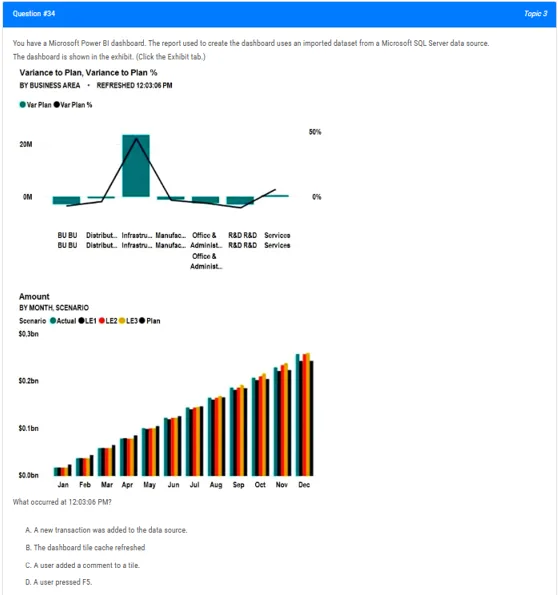 Question #34 Topic 3
You have a Microsoft Power BI dashboard. The report used to create the dashboard uses an imported dataset from a Microsoft SQL Server data source.
The dashboard is shown in the exhibit. (Click the Exhibit tab.)
Variance to Plan, Variance to Plan %
BY BUSINESS AREA • REFRESHED 12:03:06 PM
Var Plan Var Plan %
50%
20M
0M 0%
BU BU Distribut... Infrastru... Manufac... Office & R&D R&D Services
BU BU Distribut... Infrastru... Manufac... Administ... R&D R&D Services
Office &
Administ...
Amount
BY MONTH, SCENARIO
Scenario Actual LE1 LE2 LE3 Plan
$0.3bn
$0.2bn
$0.1bn
$0.0bn
Jan Feb Mar Apr May Jun Jul Aug Sep Oct Nov Dec
What occurred at 12:03:06 PM?
A. A new transaction was added to the data source.
B. The dashboard tile cache refreshed
C. A user added a comment to a tile.
D. A user pressed F5.